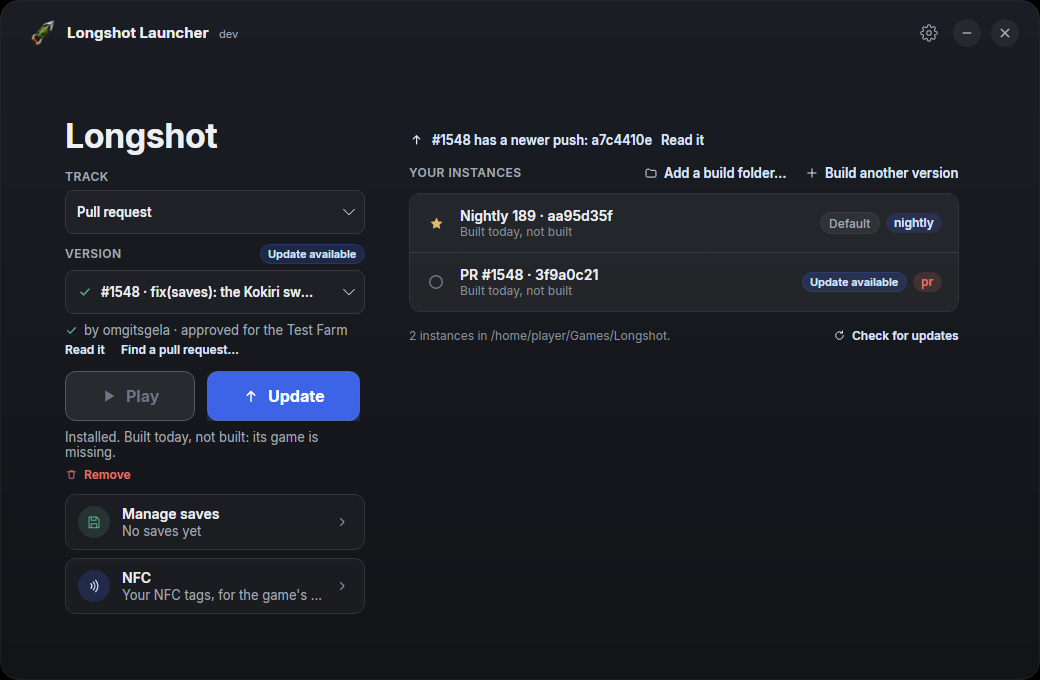 Longshot Launcher dev
Longshot
TRACK
Pull request
VERSION
Update available
#1548 · fix(saves): the Kokiri sw...
by omgitsgela · approved for the Test Farm
Read it
Find a pull request...
Play
Update
Installed. Built today, not built: its game is
missing.
Remove
Manage saves
No saves yet
NFC
Your NFC tags, for the game's ...
#1548 has a newer push: a7c4410e Read it
YOUR INSTANCES
Add a build folder...
Build another version
Nightly 189 · aa95d35f
Built today, not built
Default
nightly
PR #1548 · 3f9a0c21
Built today, not built
Update available
pr
2 instances in /home/player/Games/Longshot.
Check for updates